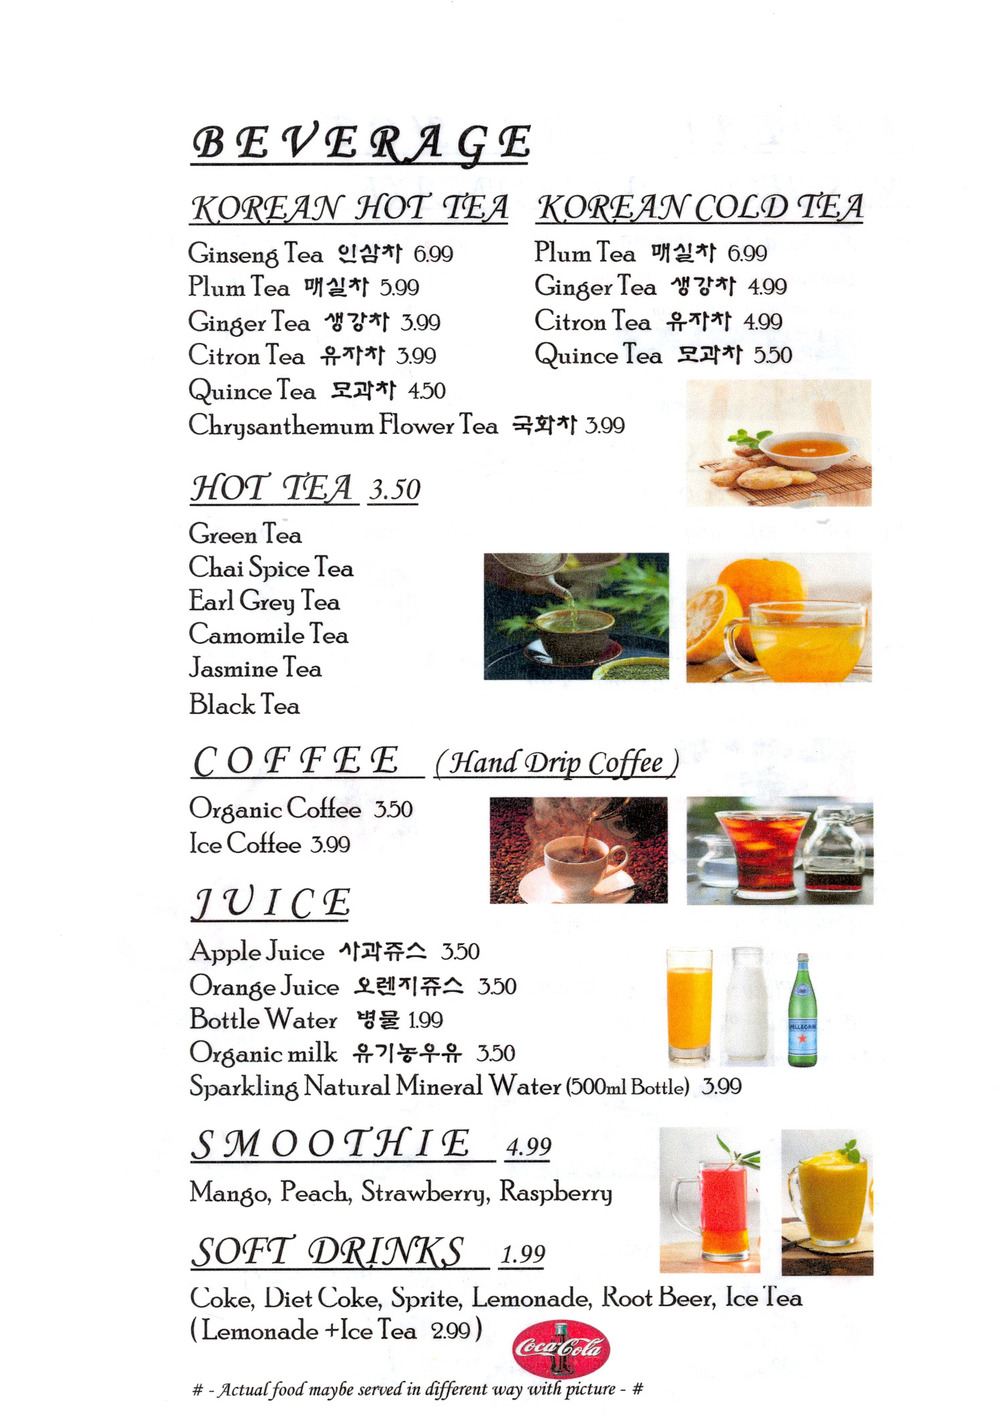 BEVERAGE
KOREAN HOT TEA
Ginseng Tea 인삼차 6.99
Plum Tea 매실차 5.99
Ginger Tea 생강차 3.99
Citron Tea 유자차 3.99
Quince Tea 모과차 4.50
Chrysanthemum Flower Tea 국화차 3.99
KOREAN COLD TEA
Plum Tea 매실차 6.99
Ginger Tea 생강차 4.99
Citron Tea 유자차 4.99
Quince Tea 모과차 5.50
HOT TEA 3.50
Green Tea
Chai Spice Tea
Earl Grey Tea
Camomile Tea
Jasmine Tea
Black Tea
COFFEE (Hand Drip Coffee)
Organic Coffee 3.50
Ice Coffee 3.99
JUICE
Apple Juice 사과쥬스 3.50
Orange Juice 오렌지쥬스 3.50
Bottle Water 병물 1.99
Organic milk 유기농우유 3.50
Sparkling Natural Mineral Water (500ml Bottle) 3.99
PELLEGRINO
SMOOTHIE 4.99
Mango, Peach, Strawberry, Raspberry
SOFT DRINKS 1.99
Coke, Diet Coke, Sprite, Lemonade, Root Beer, Ice Tea
(Lemonade +Ice Tea 2.99)
Coca-Cola
# - Actual food maybe served in different way with picture - #